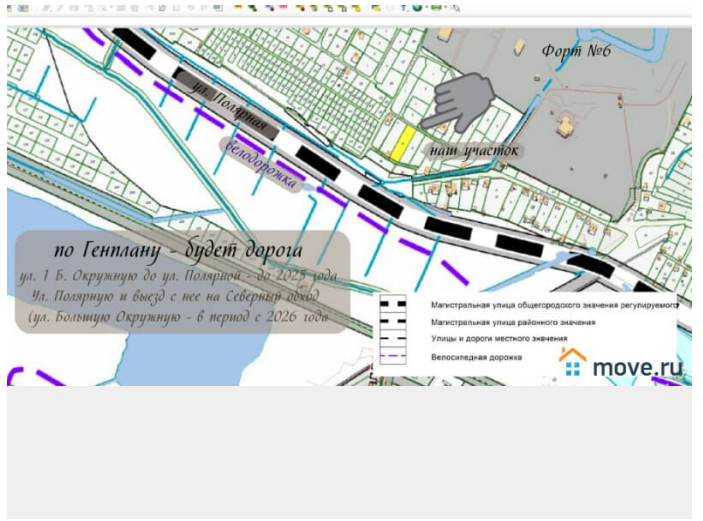 Форт №6
ул. Полярная
наш участок
велодорожка
по Генплану - будет дорога
ул. 1 Б. Окружную до ул. Полярной - до 2025 года
Ул. Полярную и выезд с нее на Северный обход
(ул. Большую Окружную - в период с 2026 года
Магистральная улица общегородского значения регулируемого
Магистральная улица районного значения
Улицы и дороги местного значения
Велосипедная дорожка
move.ru